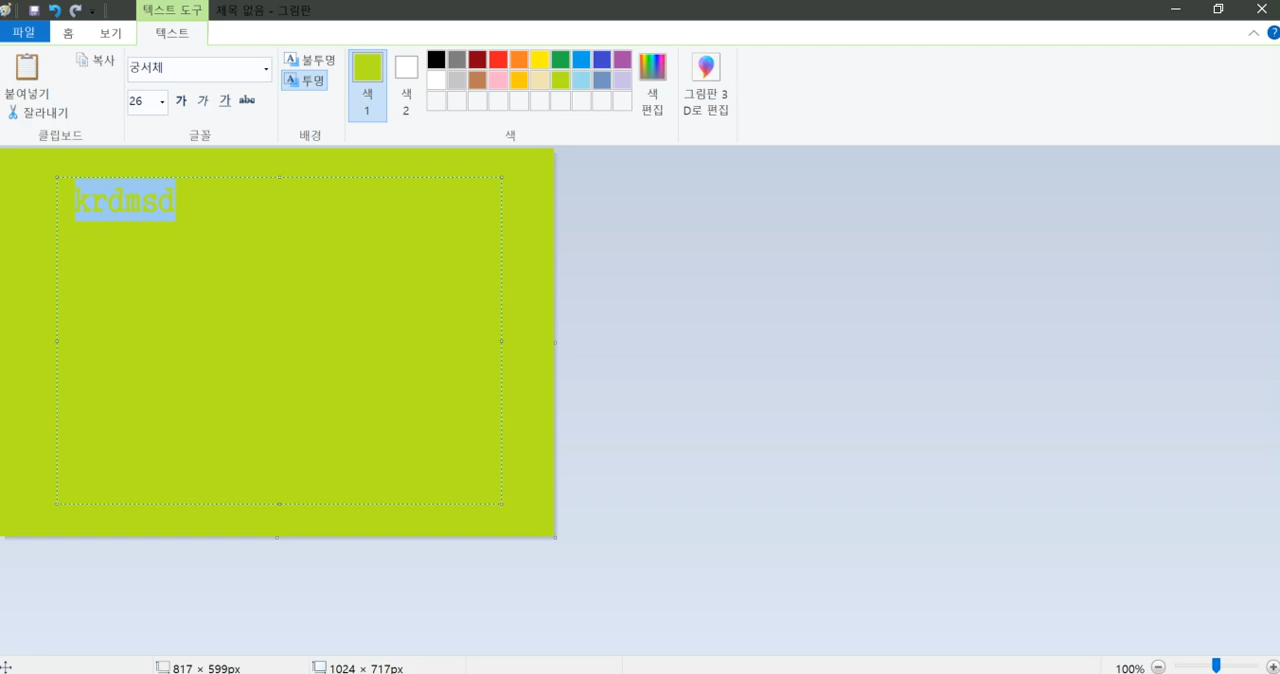 텍스트 도구 제목 없음 - 그림판
파일 홈 보기 텍스트
붙여넣기
복사
잘라내기
클립보드
궁서체
26 가 가 가 abc
글꼴
불투명
투명
배경
색
1
색
2
색
편집
색
그림판 3
D로 편집
krdmsd
817 × 599px 1024 × 717px 100%